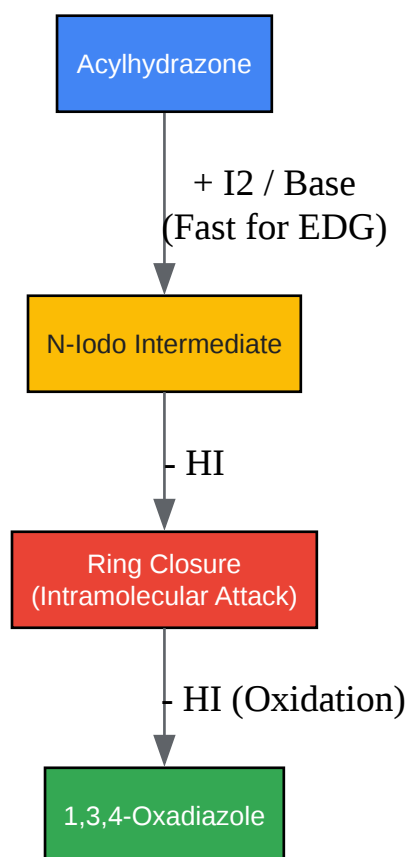 Acylhydrazone
+ I2 / Base
(Fast for EDG)
N-Iodo Intermediate
- HI
Ring Closure
(Intramolecular Attack)
- HI (Oxidation)
1,3,4-Oxadiazole